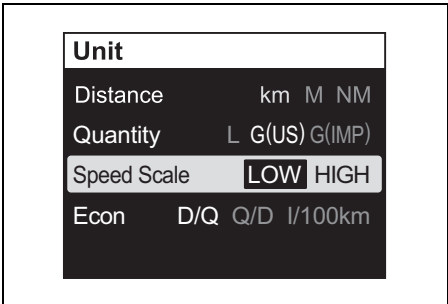 Unit
Distance km M NM
Quantity L G(US) G(IMP)
Speed Scale LOW HIGH
Econ D/Q Q/D l/100km